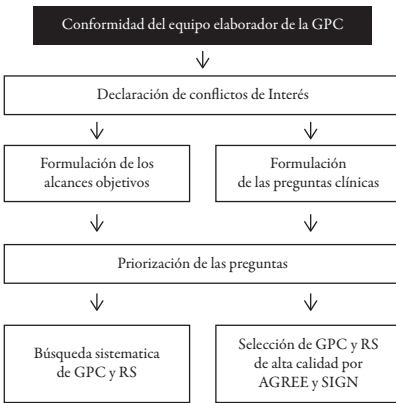 Conformidad del equipo elaborador de la GPC
Declaración de conflictos de Interés
Formulación de los
alcances objetivos
Formulación
de las preguntas clínicas
Priorización de las preguntas
Búsqueda sistematica
de GPC y RS
Selección de GPC y RS
de alta calidad por
AGREE y SIGN